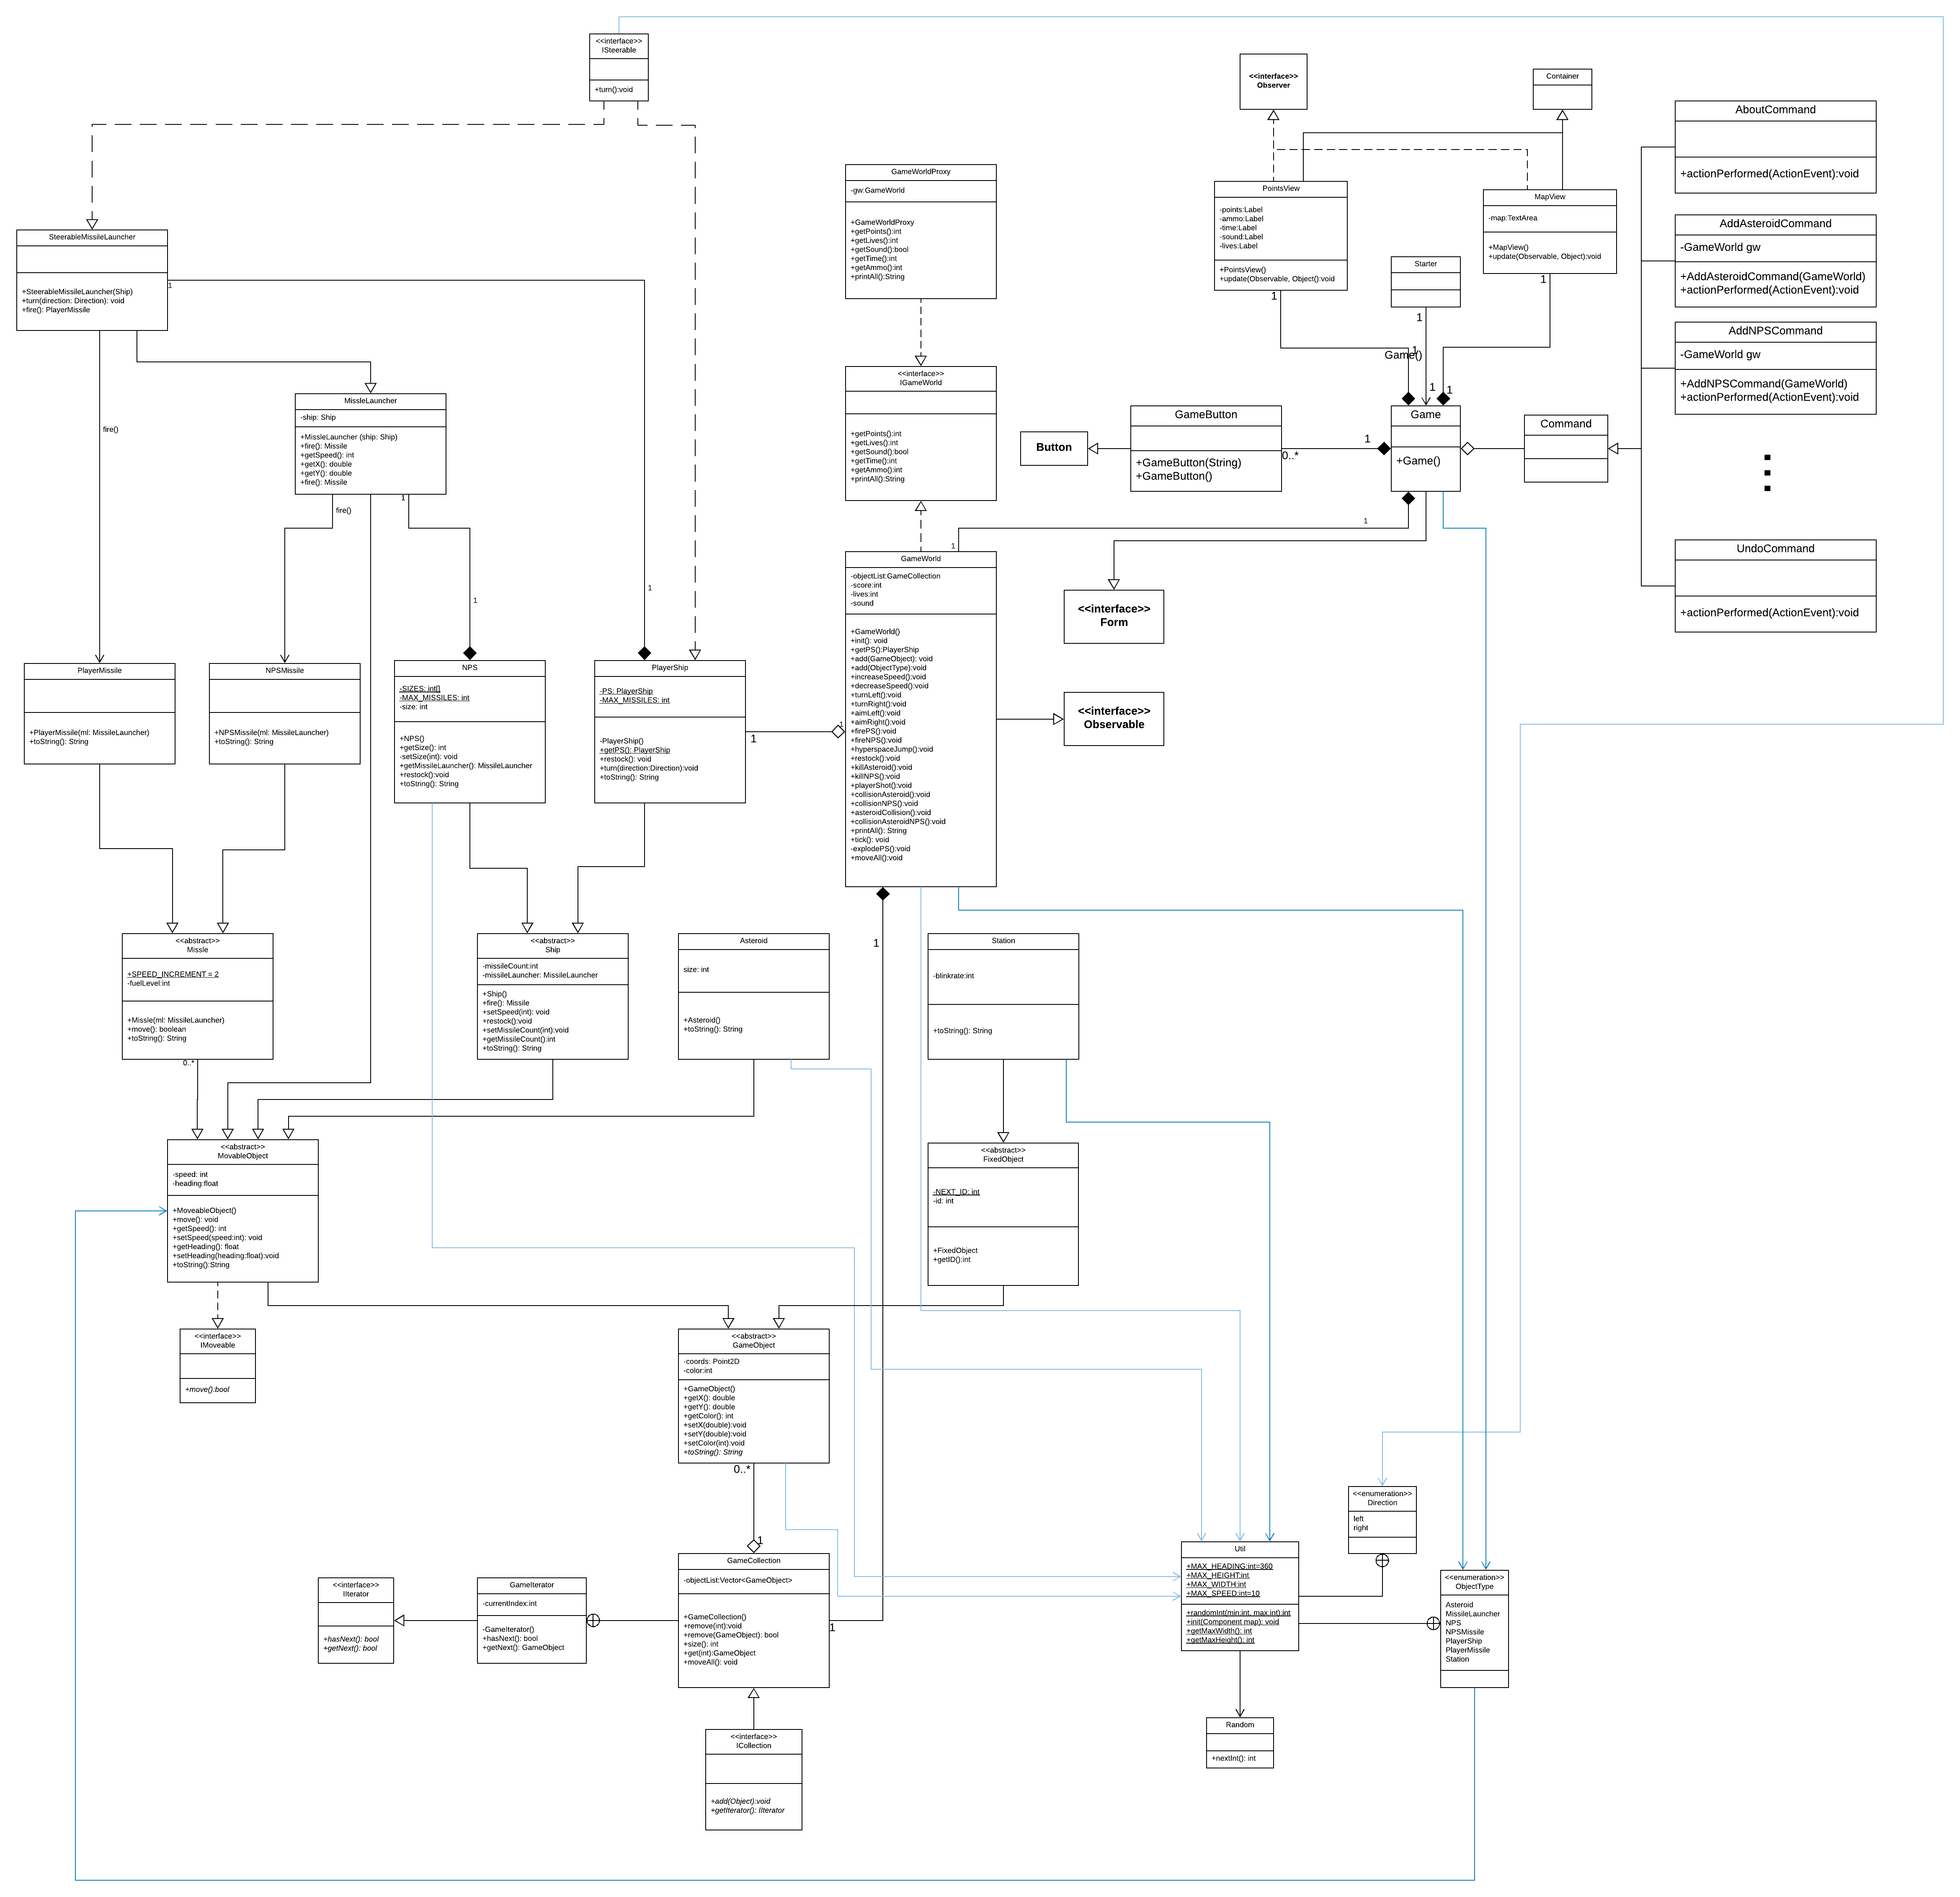 <<interface>>
ISteerable
+turn():void
<<interface>>
Observer
Container
AboutCommand
+actionPerformed(ActionEvent):void
GameWorldProxy
-gw:GameWorld
+GameWorldProxy
+getPoints():int
+getLives():int
+getSound():bool
+getTime():int
+getAmmo():int
+printAll():String
PointsView
-points:Label
-ammo:Label
-time:Label
-sound:Label
-lives:Label
+PointsView()
+update(Observable, Object():void
1
MapView
-map:TextArea
+MapView()
+update(Observable, Object):void
1
AddAsteroidCommand
-GameWorld gw
+AddAsteroidCommand(GameWorld)
+actionPerformed(ActionEvent):void
SteerableMissileLauncher
+SteerableMissileLauncher(Ship)
+turn(direction: Direction): void
+fire(): PlayerMissile
1
Starter
1
AddNPSCommand
-GameWorld gw
+AddNPSCommand(GameWorld)
+actionPerformed(ActionEvent):void
Game()
1
1
1
<<interface>>
IGameWorld
+getPoints():int
+getLives():int
+getSound():bool
+getTime():int
+getAmmo():int
+printAll():String
MissleLauncher
-ship: Ship
+MissleLauncher (ship: Ship)
+fire(): Missile
+getSpeed(): int
+getX(): double
+getY(): double
+fire(): Missile
1
fire()
fire()
Button
GameButton
+GameButton(String)
+GameButton()
0..*
1
Game
+Game()
Command
1
1
UndoCommand
+actionPerformed(ActionEvent):void
GameWorld
-objectList:GameCollection
-score:int
-lives:int
-sound
+GameWorld()
+init(): void
+getPS():PlayerShip
+add(GameObject): void
+add(ObjectType):void
+increaseSpeed():void
+decreaseSpeed():void
+turnLeft():void
+turnRight():void
+aimLeft():void
+aimRight():void
+firePS():void
+fireNPS():void
+hyperspaceJump():void
+restock():void
+killAsteroid():void
+killNPS():void
+playerShot():void
+collisionAsteroid():void
+collisionNPS():void
+asteroidCollision():void
+collisionAsteroidNPS():void
+printAll(): String
+tick(): void
-explodePS():void
+moveAll():void
<<interface>>
Form
<<interface>>
Observable
1
1
PlayerMissile
+PlayerMissile(ml: MissileLauncher)
+toString(): String
NPSMissile
+NPSMissile(ml: MissileLauncher)
+toString(): String
NPS
-SIZES: int[]
-MAX_MISSILES: int
-size: int
+NPS()
+getSize(): int
-setSize(int): void
+getMissileLauncher(): MissileLauncher
+restock():void
+toString(): String
PlayerShip
-PS: PlayerShip
-MAX_MISSILES: int
-PlayerShip()
+getPS(): PlayerShip
+restock(): void
+turn(direction:Direction):void
+toString(): String
1
1
<<abstract>>
Missle
+SPEED_INCREMENT = 2
-fuelLevel:int
+Missle(ml: MissileLauncher)
+move(): boolean
+toString(): String
0..*
<<abstract>>
Ship
-missileCount:int
-missileLauncher: MissileLauncher
+Ship()
+fire(): Missile
+setSpeed(int): void
+restock():void
+setMissileCount(int):void
+getMissileCount():int
+toString(): String
Asteroid
size: int
+Asteroid()
+toString(): String
1
Station
-blinkrate:int
+toString(): String
<<abstract>>
MovableObject
-speed: int
-heading:float
+MoveableObject()
+move(): void
+getSpeed(): int
+setSpeed(speed:int): void
+getHeading(): float
+setHeading(heading:float):void
+toString():String
<<abstract>>
FixedObject
-NEXT_ID: int
-id: int
+FixedObject
+getID():int
<<interface>>
IMoveable
+move():bool
<<abstract>>
GameObject
-coords: Point2D
-color:int
+GameObject()
+getX(): double
+getY(): double
+getColor(): int
+setX(double):void
+setY(double):void
+setColor(int):void
+toString(): String
0..*
1
<<interface>>
IIterator
+hasNext(): bool
+getNext(): bool
GameIterator
-currentIndex:int
-GameIterator()
+hasNext(): bool
+getNext(): GameObject
GameCollection
-objectList:Vector<GameObject>
+GameCollection()
+remove(int):void
+remove(GameObject): bool
+size(): int
+get(int):GameObject
+moveAll(): void
1
<<interface>>
ICollection
+add(Object):void
+getIterator(): IIterator
<<enumeration>>
Direction
left
right
Util
+MAX_HEADING:int=360
+MAX_HEIGHT:int
+MAX_WIDTH:int
+MAX_SPEED:int=10
+randomInt(min:int, max:int):int
+init(Component map): void
+getMaxWidth(): int
+getMaxHeight(): int
<<enumeration>>
ObjectType
Asteroid
MissileLauncher
NPS
NPSMissile
PlayerShip
PlayerMissile
Station
Random
+nextInt(): int